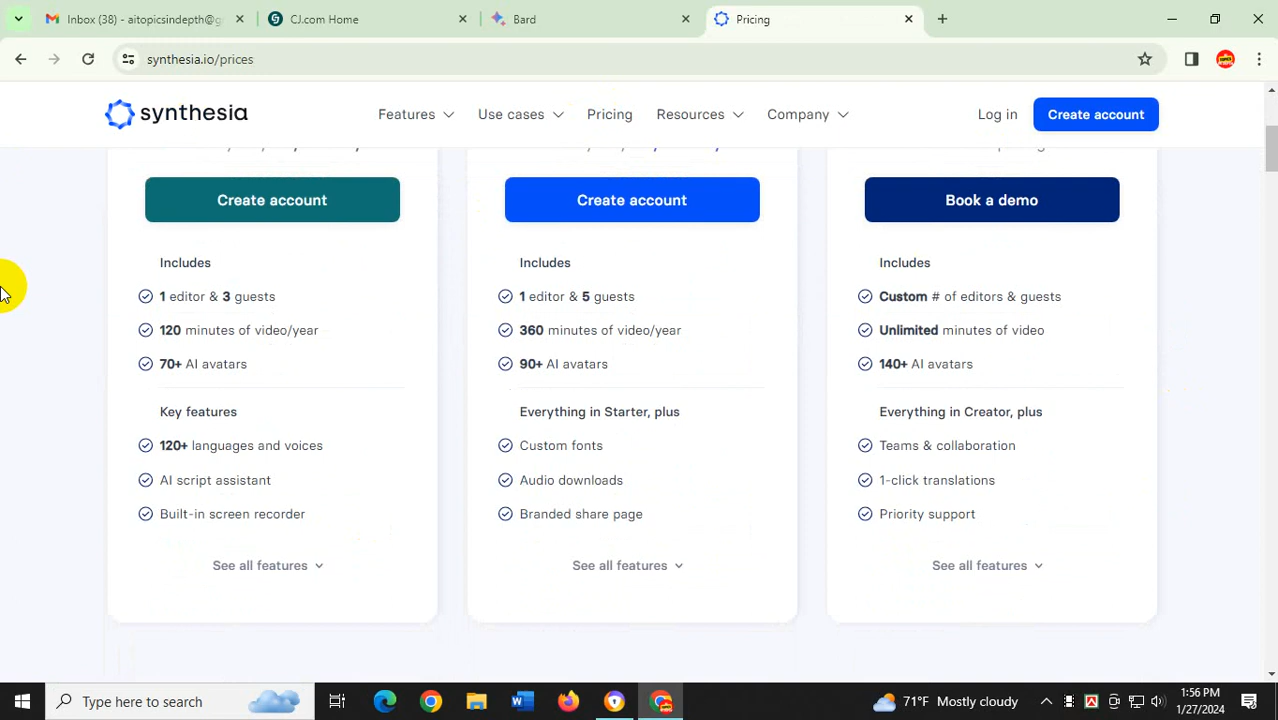 Inbox (38) - aitopicsindepth@g
CJ.com Home
Bard
Pricing
synthesia.io/prices
synthesia
Features
Use cases
Pricing
Resources
Company
Log in
Create account
Create account
Create account
Book a demo
Includes
1 editor & 3 guests
120 minutes of video/year
70+ AI avatars
Key features
120+ languages and voices
AI script assistant
Built-in screen recorder
See all features
Includes
1 editor & 5 guests
360 minutes of video/year
90+ AI avatars
Everything in Starter, plus
Custom fonts
Audio downloads
Branded share page
See all features
Includes
Custom # of editors & guests
Unlimited minutes of video
140+ AI avatars
Everything in Creator, plus
Teams & collaboration
1-click translations
Priority support
See all features
Type here to search
71°F Mostly cloudy
1:56 PM
1/27/2024